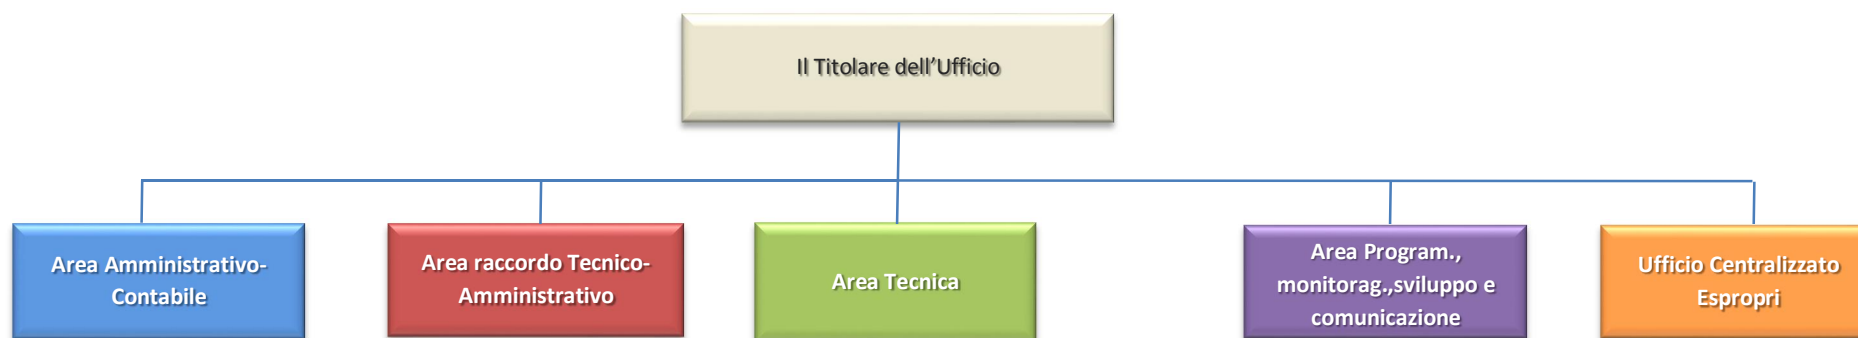 Il Titolare dell’Ufficio
Area Amministrativo-
Contabile
Area raccordo Tecnico-
Amministrativo
Area Tecnica
Area Program.,
monitorag.,sviluppo e
comunicazione
Ufficio Centralizzato
Espropri